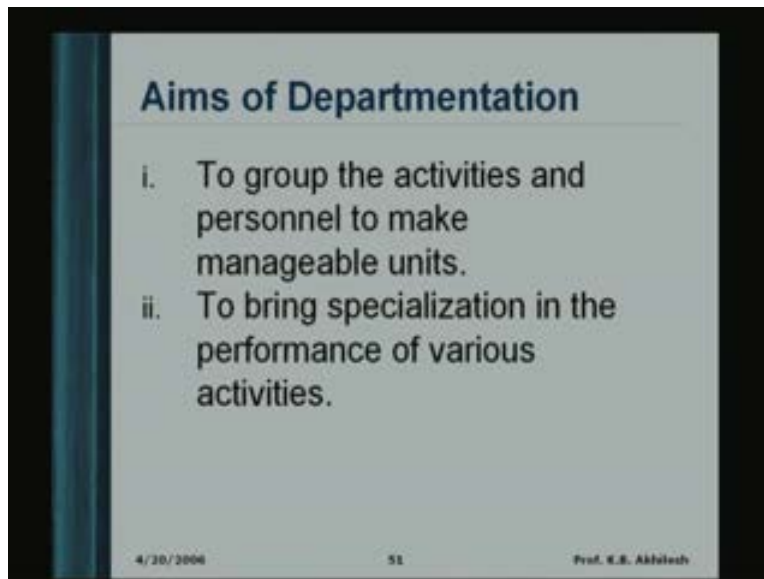 Aims of Departmentation
i. To group the activities and
personnel to make
manageable units.
ii. To bring specialization in the
performance of various
activities.
4/20/2006 51 Prof. K.B. Akhilesh